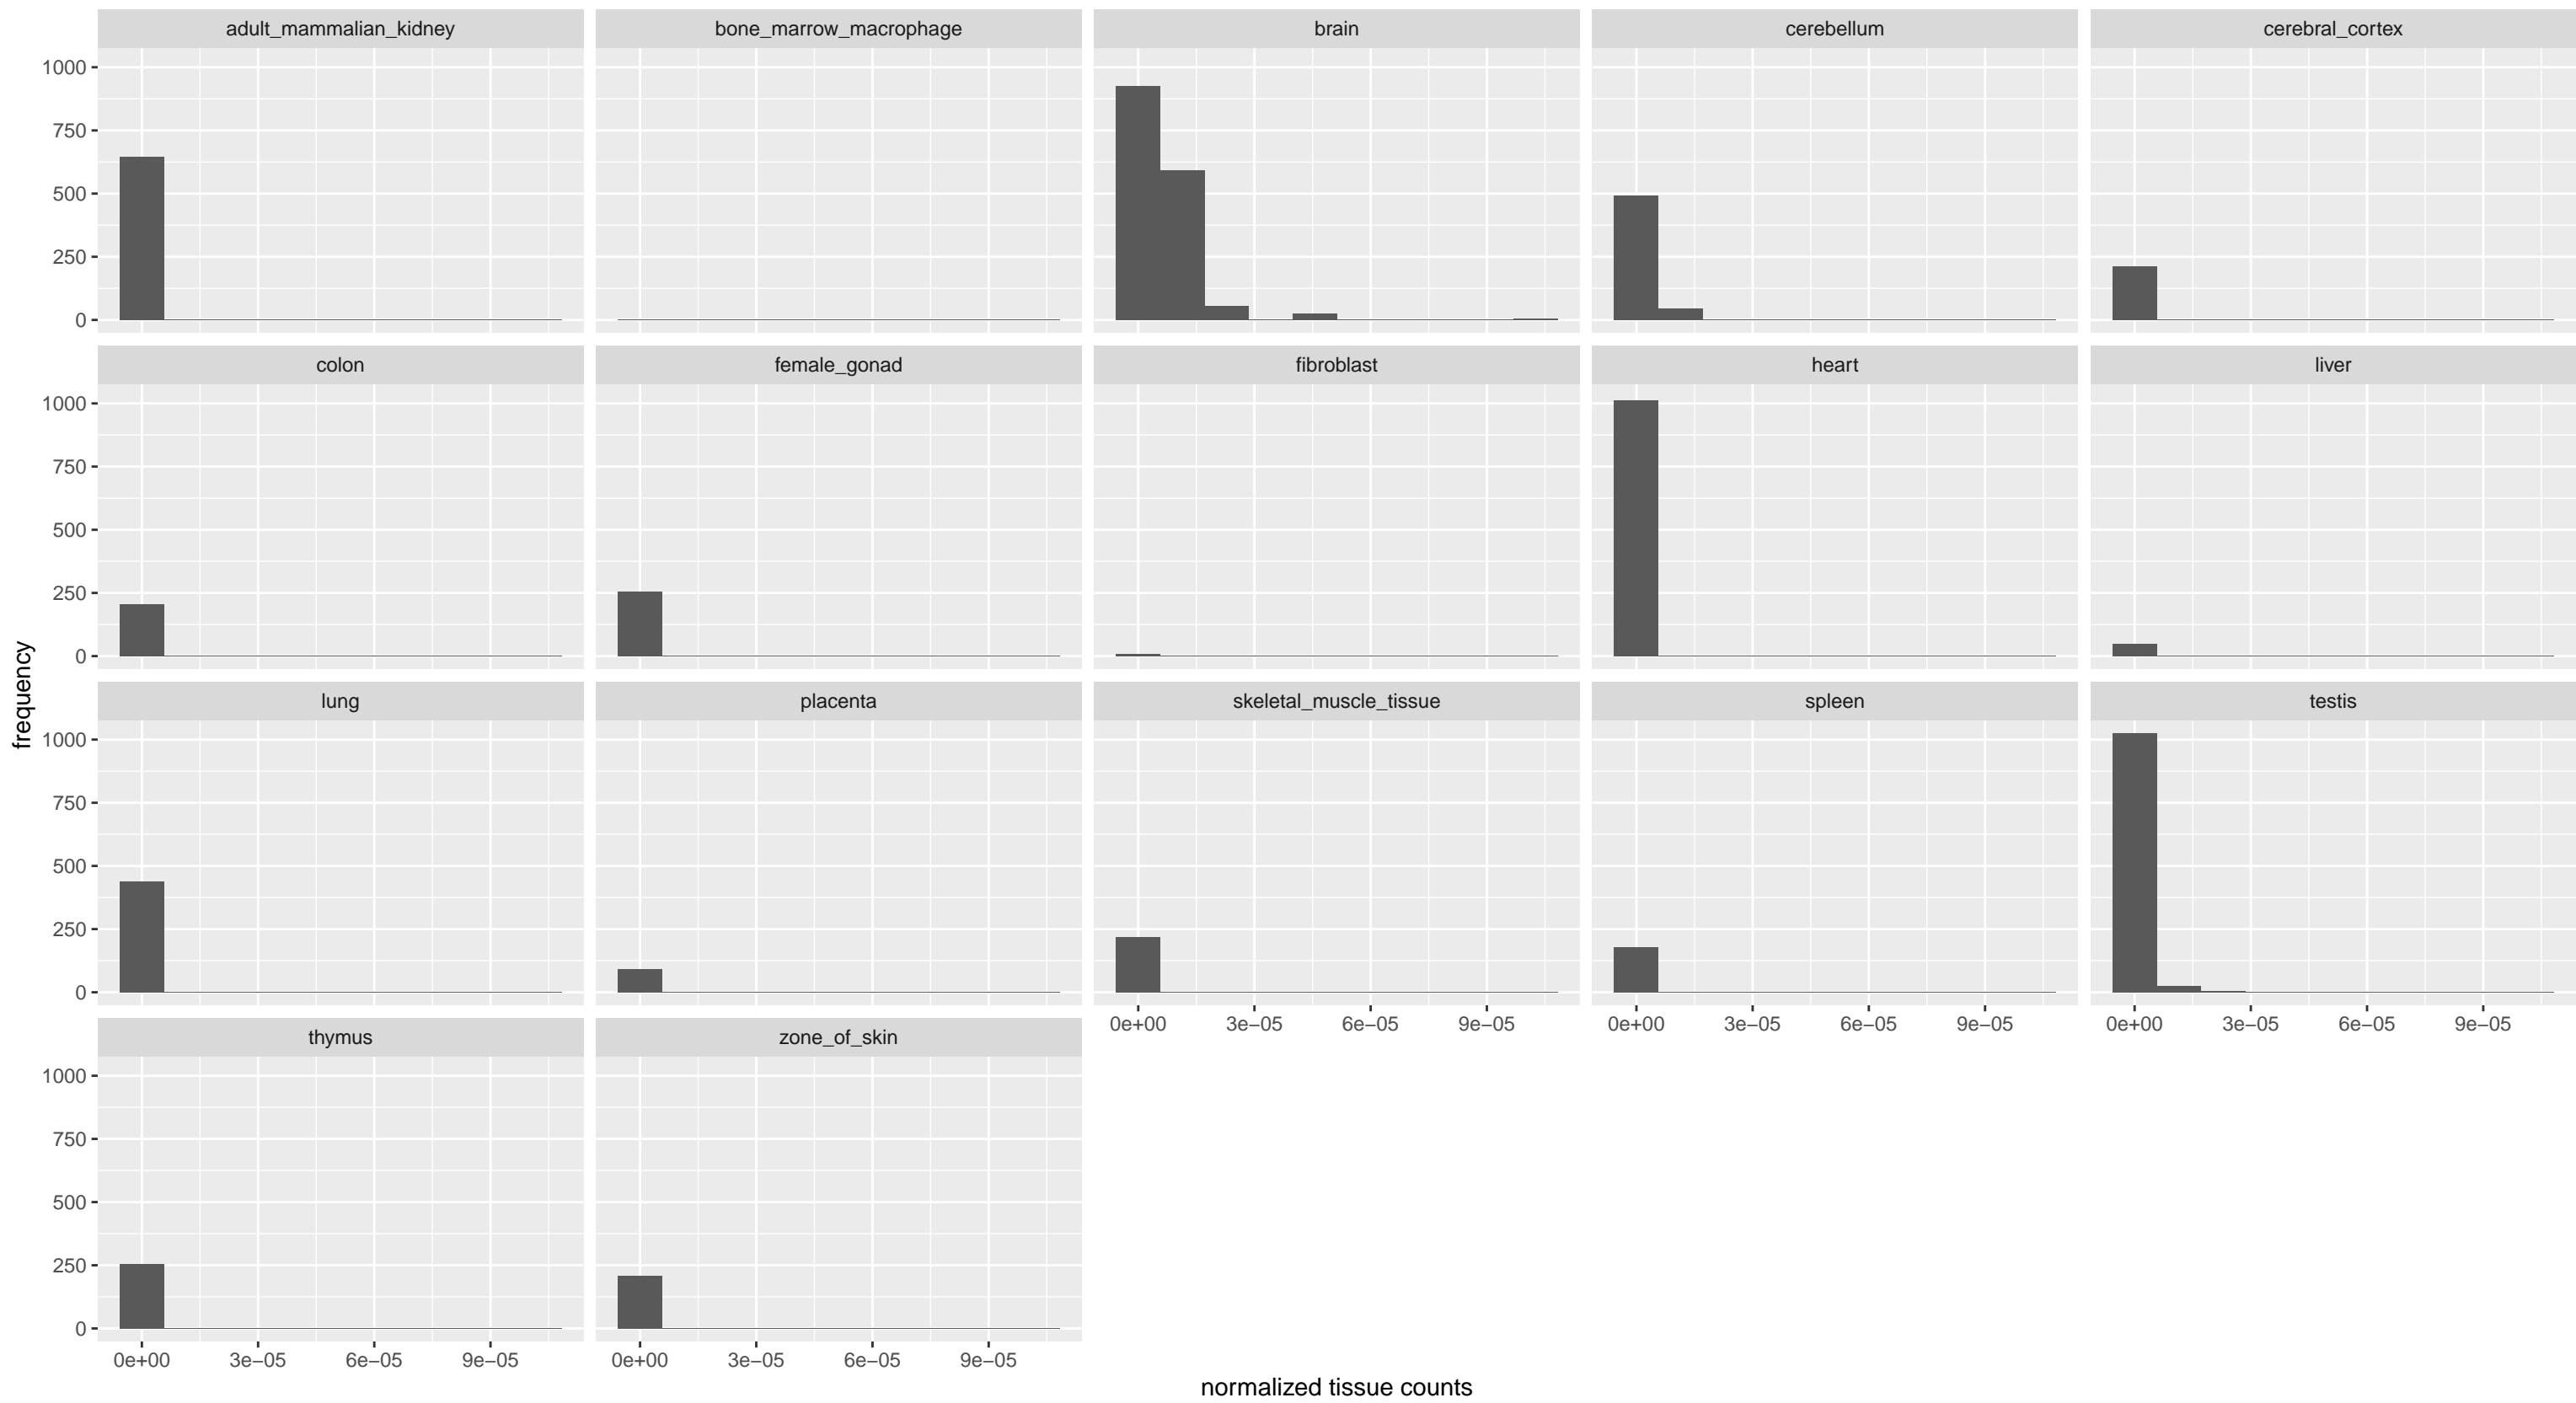 adult_mammalian_kidney bone_marrow_macrophage brain cerebellum cerebral_cortex
1000
750
500
250
0
colon female_gonad fibroblast heart liver
1000
750
500
250
0
frequency
lung placenta skeletal_muscle_tissue spleen testis
1000
750
500
250
0
0e+00 3e−05 6e−05 9e−05 0e+00 3e−05 6e−05 9e−05 0e+00 3e−05 6e−05 9e−05
thymus zone_of_skin
1000
750
500
250
0
0e+00 3e−05 6e−05 9e−05 0e+00 3e−05 6e−05 9e−05
normalized tissue counts